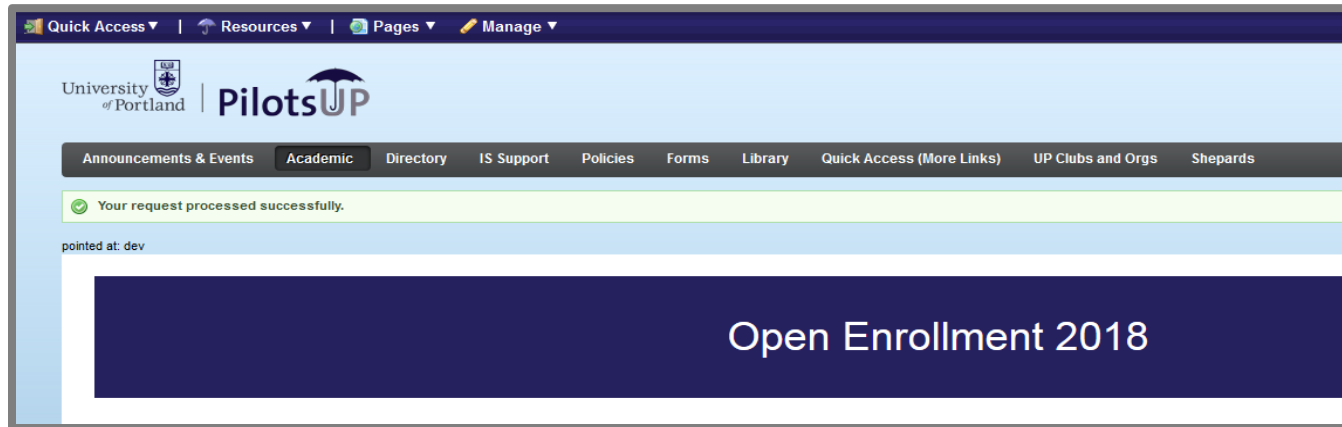 Quick Access ▼ | Resources ▼ | Pages ▼ Manage ▼
University of Portland | PilotsUP
Announcements & Events Academic Directory IS Support Policies Forms Library Quick Access (More Links) UP Clubs and Orgs Shepards
Your request processed successfully.
pointed at: dev
Open Enrollment 2018